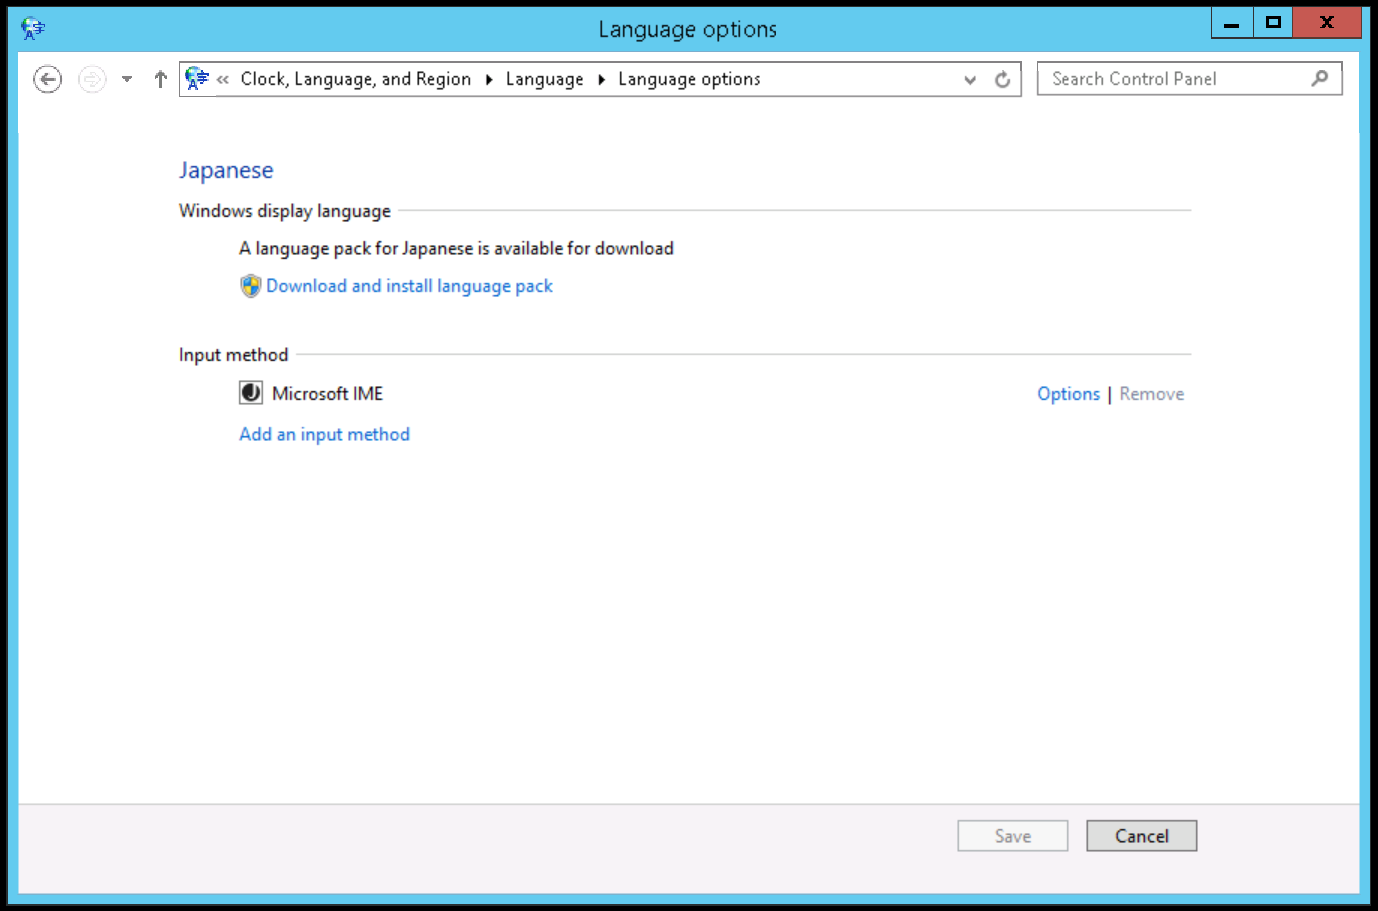 Language options
« Clock, Language, and Region Language Language options
Search Control Panel
Japanese
Windows display language
A language pack for Japanese is available for download
Download and install language pack
Input method
Microsoft IME Options | Remove
Add an input method
Save Cancel